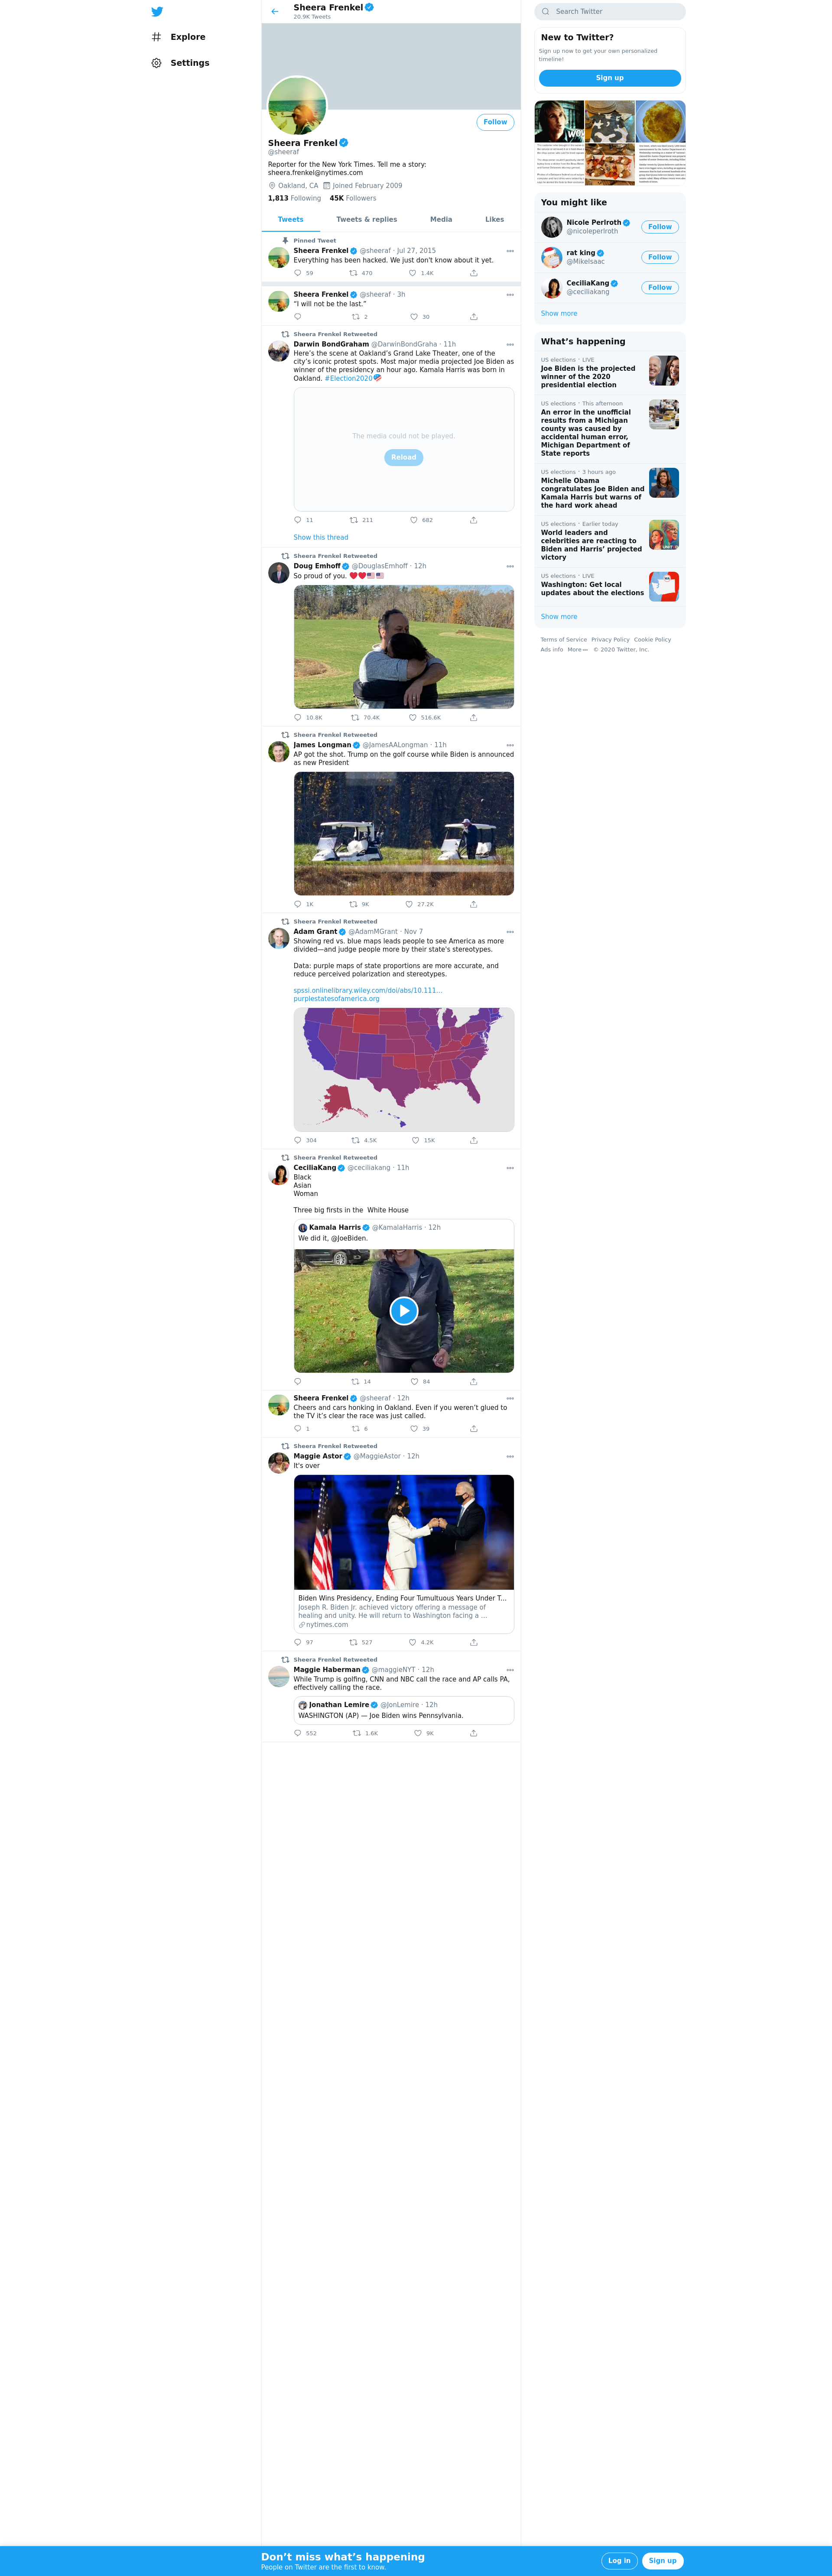 Explore
Settings
Sheera Frenkel
20.9K Tweets
Follow
Sheera Frenkel
@sheeraf
Reporter for the New York Times. Tell me a story:
sheera.frenkel@nytimes.com
Oakland, CA Joined February 2009
1,813 Following 45K Followers
Tweets Tweets & replies Media Likes
Pinned Tweet
Sheera Frenkel @sheeraf · Jul 27, 2015
Everything has been hacked. We just don't know about it yet.
59 470 1.4K
Sheera Frenkel @sheeraf · 3h
"I will not be the last."
2 30
Sheera Frenkel Retweeted
Darwin BondGraham @DarwinBondGraha · 11h
Here's the scene at Oakland's Grand Lake Theater, one of the
city's iconic protest spots. Most major media projected Joe Biden as
winner of the presidency an hour ago. Kamala Harris was born in
Oakland. #Election2020
The media could not be played.
Reload
11 211 682
Show this thread
Sheera Frenkel Retweeted
Doug Emhoff @DouglasEmhoff · 12h
So proud of you. ❤️❤️🇺🇸🇺🇸
10.8K 70.4K 516.6K
Sheera Frenkel Retweeted
James Longman @JamesAALongman · 11h
AP got the shot. Trump on the golf course while Biden is announced
as new President
1K 9K 27.2K
Sheera Frenkel Retweeted
Adam Grant @AdamMGrant · Nov 7
Showing red vs. blue maps leads people to see America as more
divided—and judge people more by their state's stereotypes.
Data: purple maps of state proportions are more accurate, and
reduce perceived polarization and stereotypes.
spssi.onlinelibrary.wiley.com/doi/abs/10.111…
purplestatesofamerica.org
304 4.5K 15K
Sheera Frenkel Retweeted
CeciliaKang @ceciliakang · 11h
Black
Asian
Woman
Three big firsts in the White House
Kamala Harris @KamalaHarris · 12h
We did it, @JoeBiden.
14 84
Sheera Frenkel @sheeraf · 12h
Cheers and cars honking in Oakland. Even if you weren't glued to
the TV it's clear the race was just called.
1 6 39
Sheera Frenkel Retweeted
Maggie Astor @MaggieAstor · 12h
It's over
Biden Wins Presidency, Ending Four Tumultuous Years Under T…
Joseph R. Biden Jr. achieved victory offering a message of
healing and unity. He will return to Washington facing a …
nytimes.com
97 527 4.2K
Sheera Frenkel Retweeted
Maggie Haberman @maggieNYT · 12h
While Trump is golfing, CNN and NBC call the race and AP calls PA,
effectively calling the race.
Jonathan Lemire @JonLemire · 12h
WASHINGTON (AP) — Joe Biden wins Pennsylvania.
552 1.6K 9K
Search Twitter
New to Twitter?
Sign up now to get your own personalized
timeline!
Sign up
You might like
Nicole Perlroth
@nicoleperlroth
Follow
rat king
@MikeIsaac
Follow
CeciliaKang
@ceciliakang
Follow
Show more
What's happening
US elections · LIVE
Joe Biden is the projected
winner of the 2020
presidential election
US elections · This afternoon
An error in the unofficial
results from a Michigan
county was caused by
accidental human error,
Michigan Department of
State reports
US elections · 3 hours ago
Michelle Obama
congratulates Joe Biden and
Kamala Harris but warns of
the hard work ahead
US elections · Earlier today
World leaders and
celebrities are reacting to
Biden and Harris' projected
victory
US elections · LIVE
Washington: Get local
updates about the elections
Show more
Terms of Service Privacy Policy Cookie Policy
Ads info More ••• © 2020 Twitter, Inc.
Don't miss what's happening
People on Twitter are the first to know.
Log in
Sign up